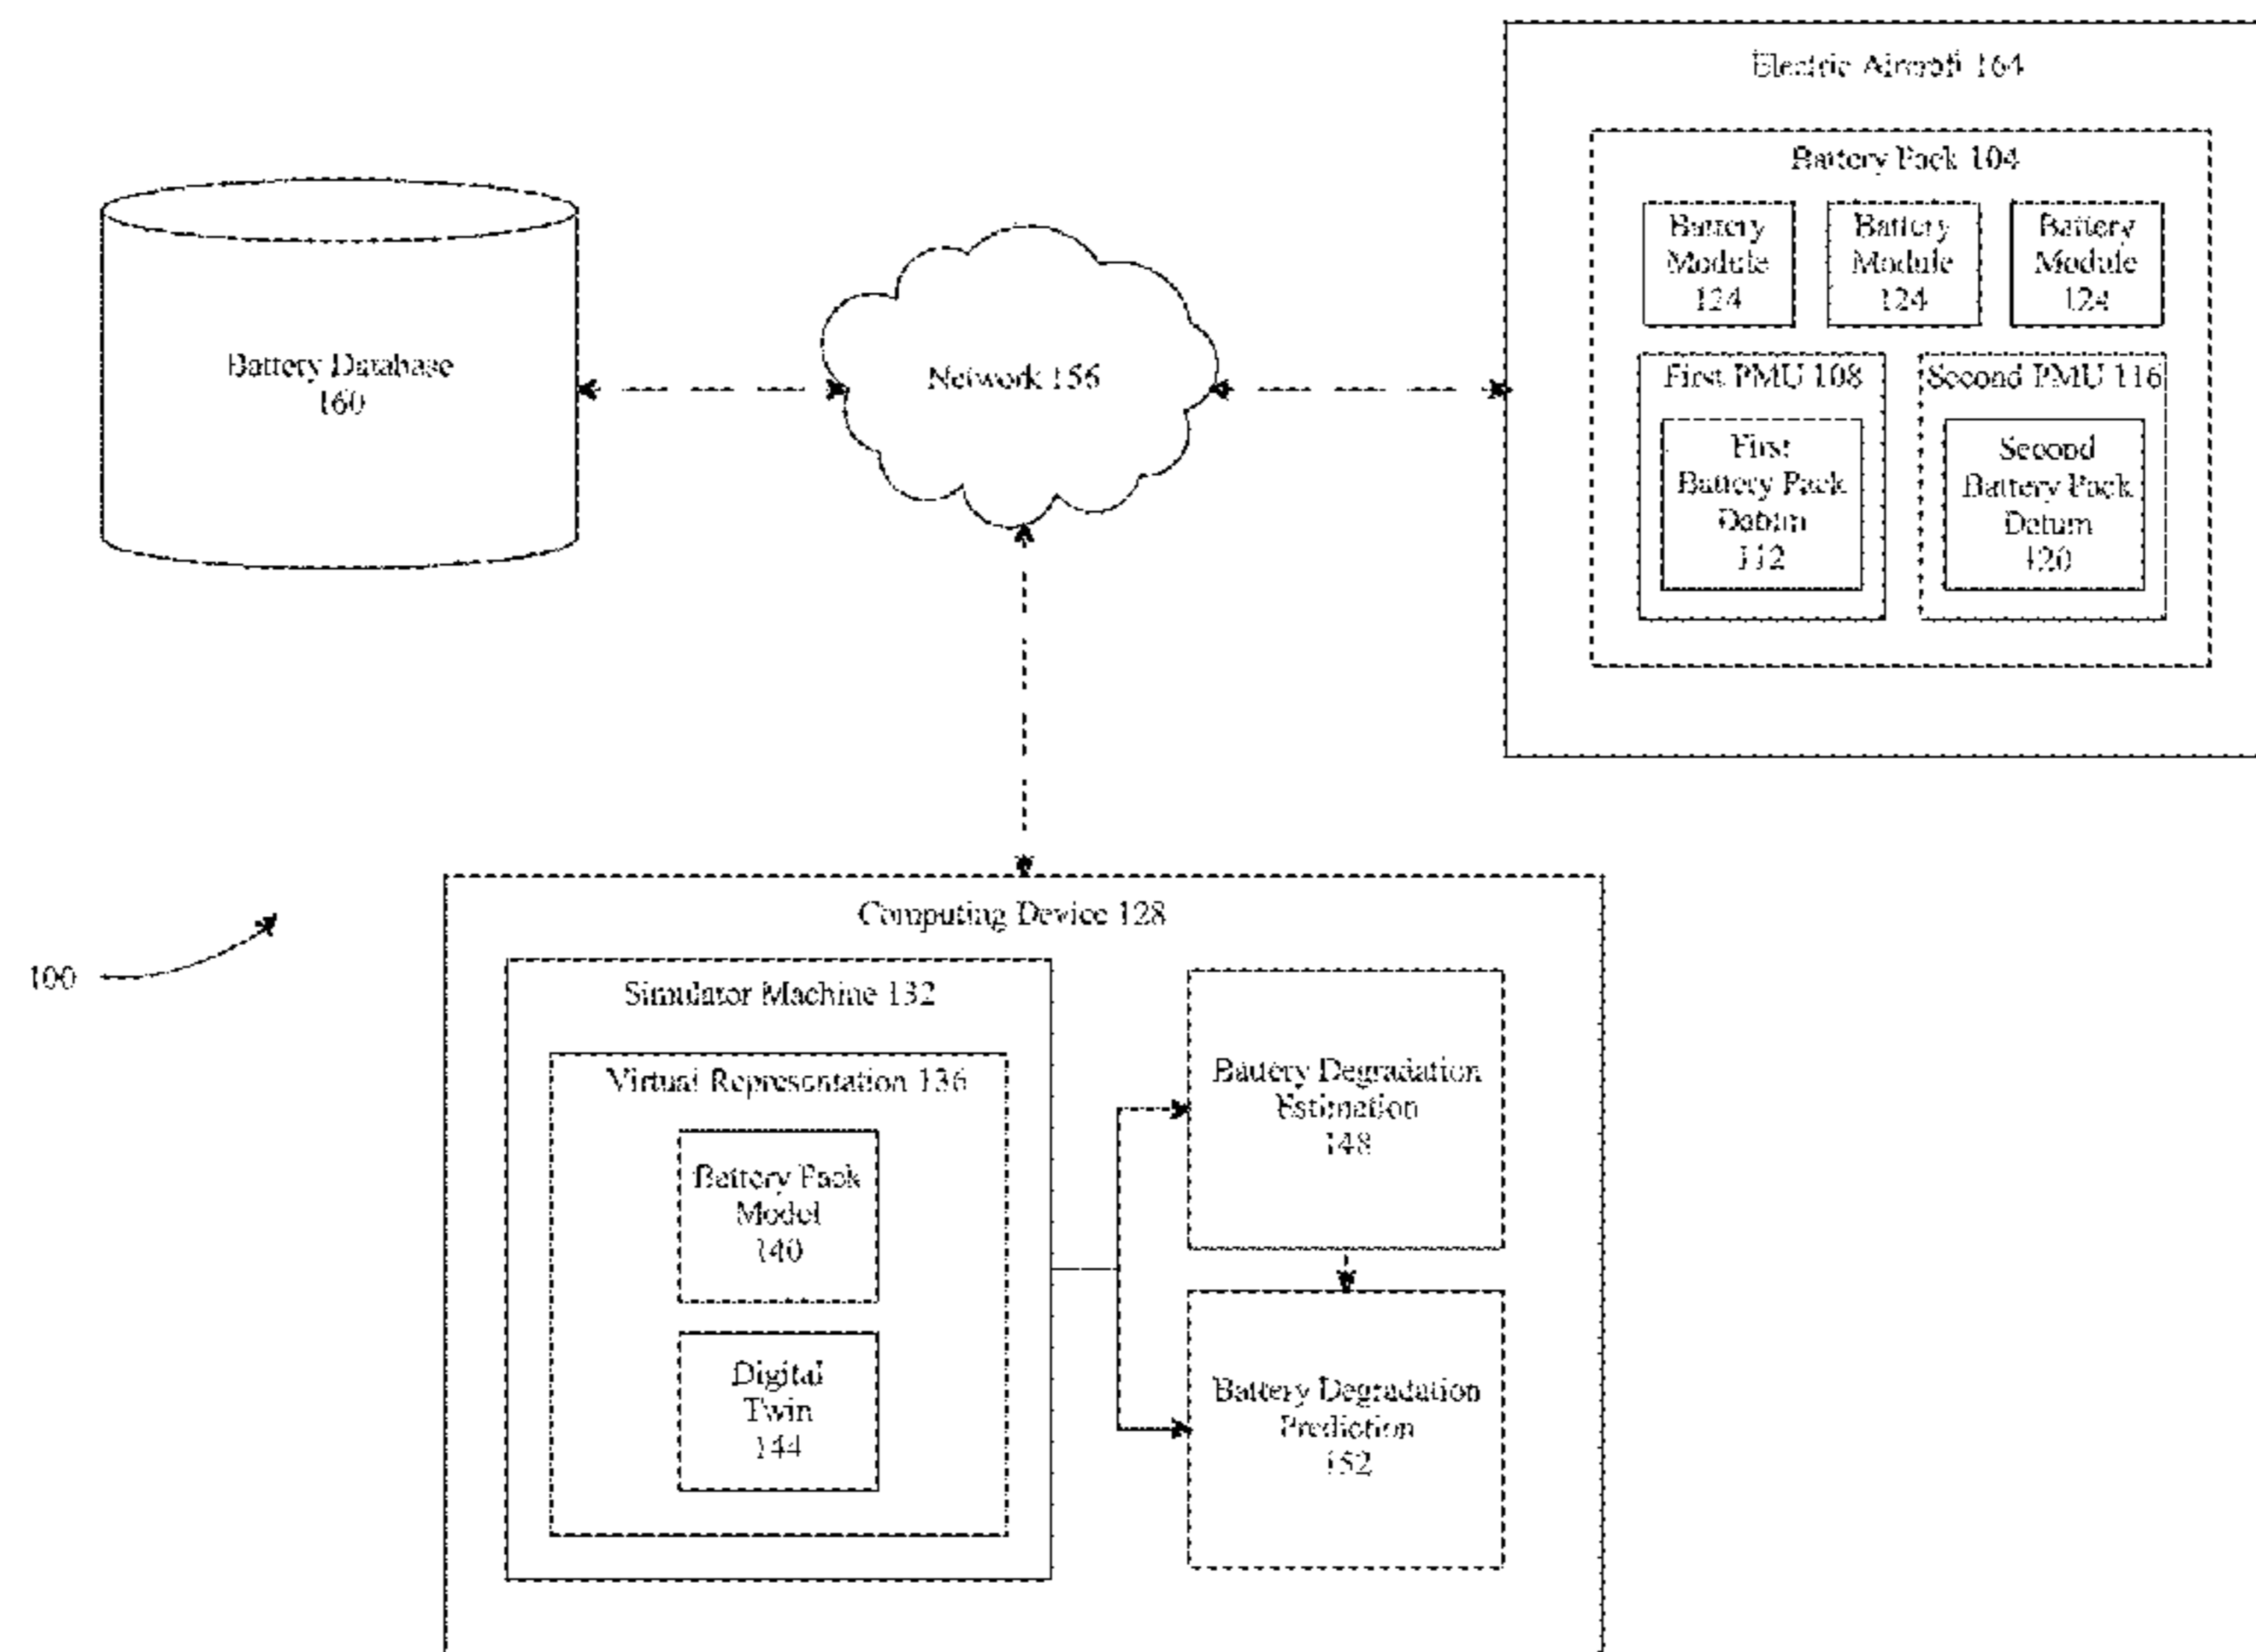 Electric Aircraft 164
Battery Pack 104
Battery
Module
124
Battery
Module
124
Battery
Module
124
First PMU 108
First
Battery Pack
Datum
112
Second PMU 116
Second
Battery Pack
Datum
120
Battery Database
160
Network 156
100
Computing Device 128
Simulator Machine 132
Virtual Representation 136
Battery Pack
Model
140
Digital
Twin
144
Battery Degradation
Estimation
148
Battery Degradation
Prediction
152